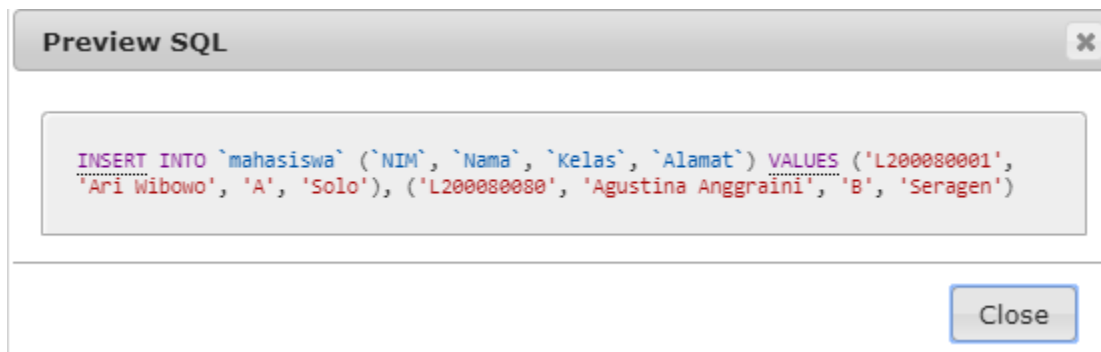 Preview SQL
INSERT INTO `mahasiswa` (`NIM`, `Nama`, `Kelas`, `Alamat`) VALUES ('L200080001',
'Ari Wibowo', 'A', 'Solo'), ('L200080080', 'Agustina Anggraini', 'B', 'Seragen')
Close